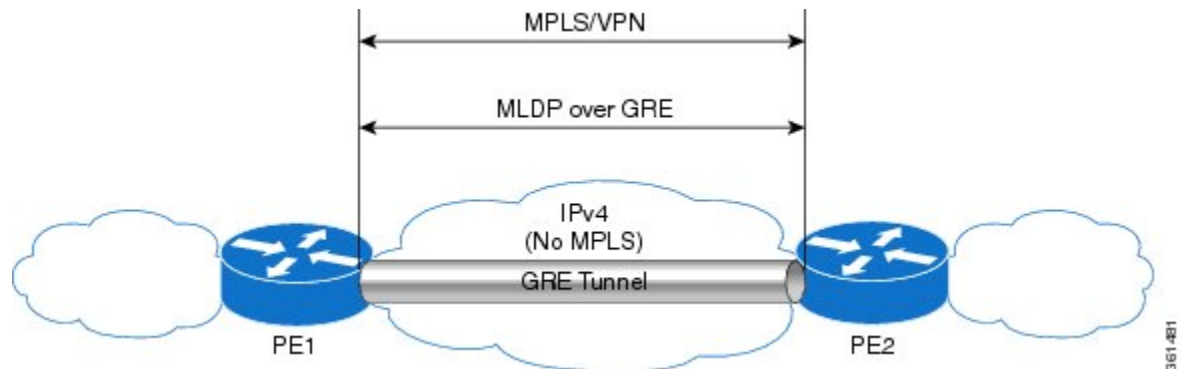 MPLS/VPN
MLDP over GRE
IPv4
(No MPLS)
GRE Tunnel
PE1
PE2
361481